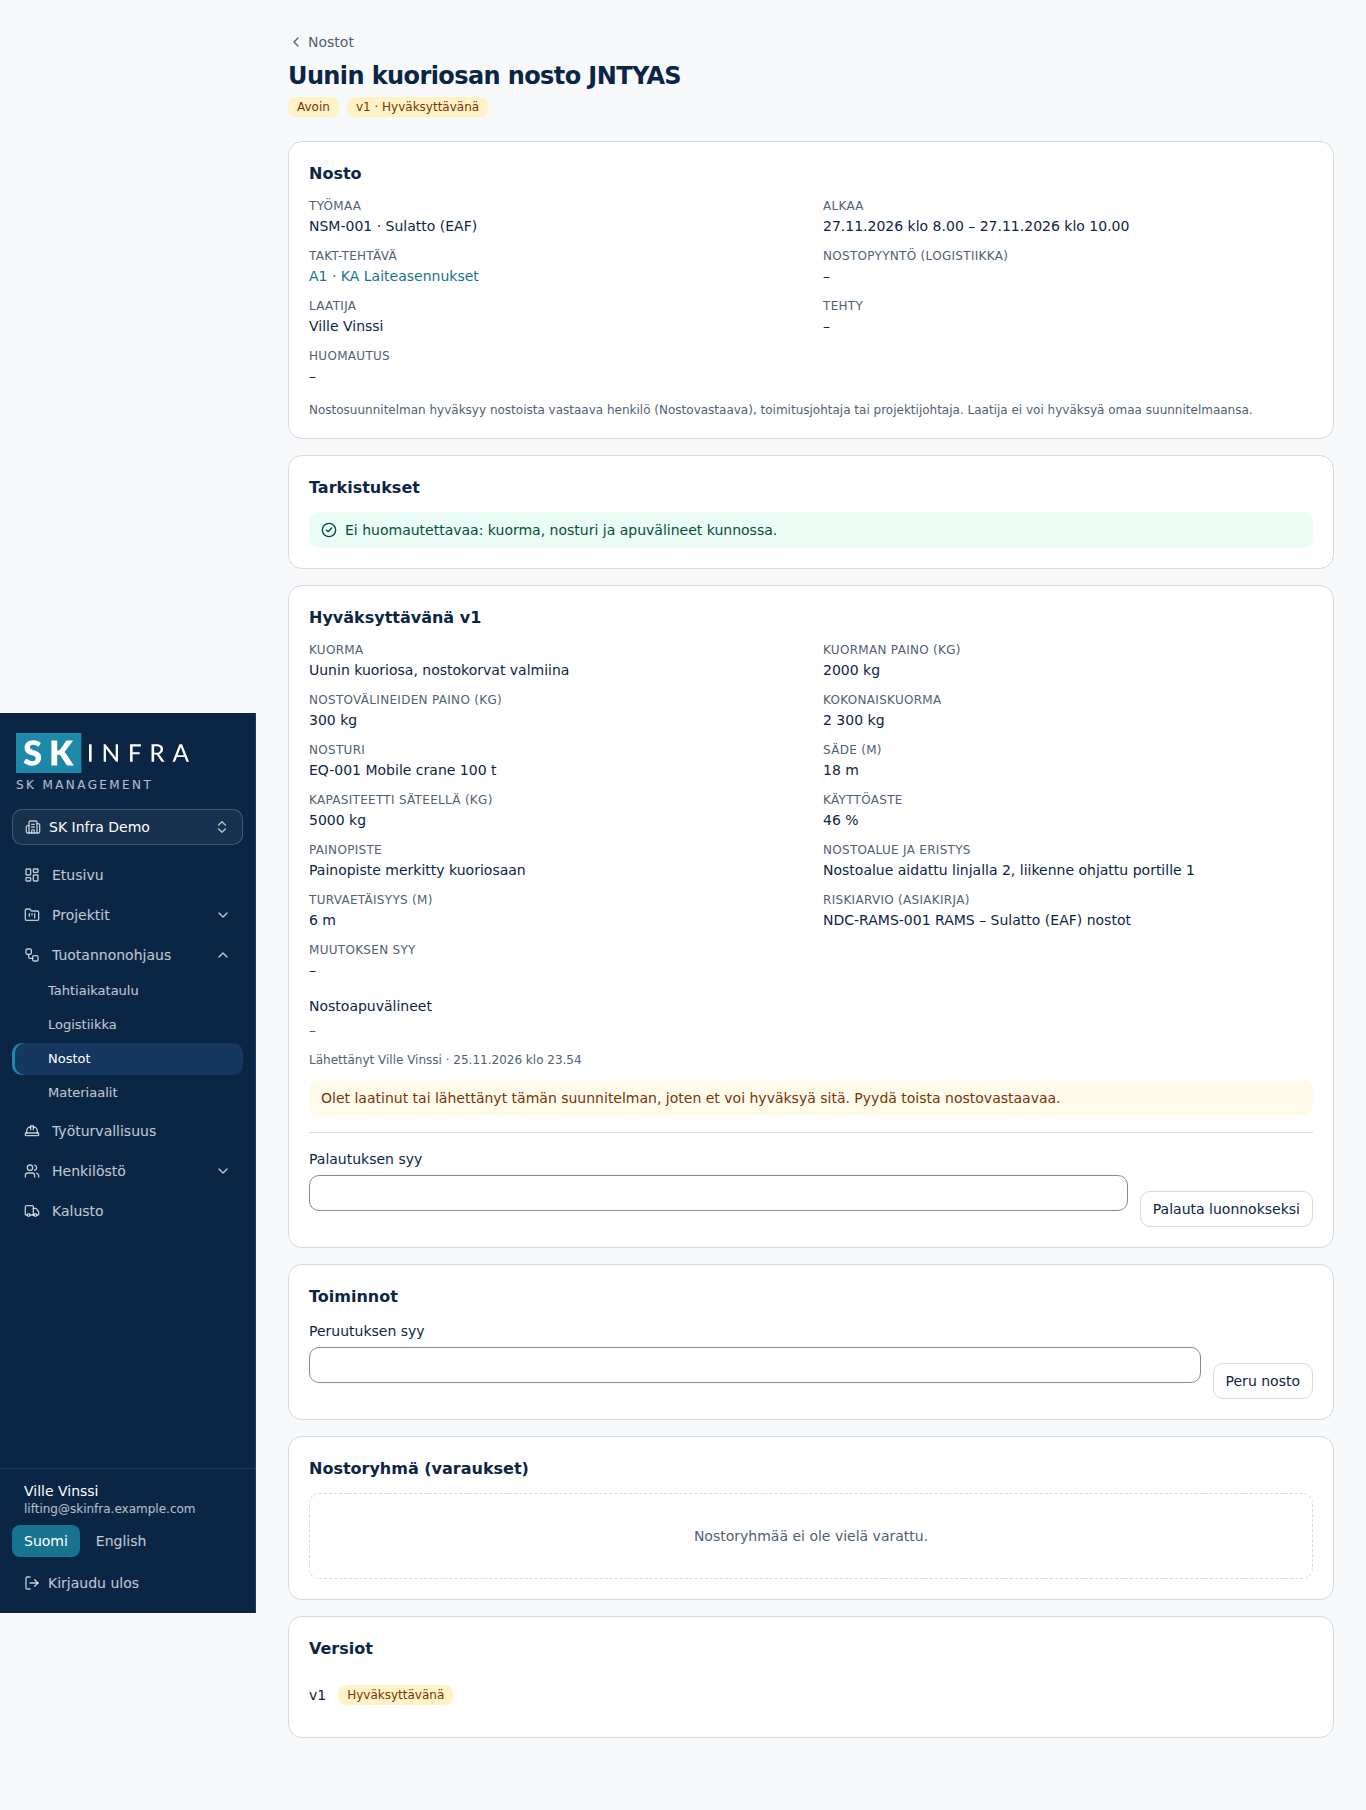 Nostot
Uunin kuoriosan nosto JNTYAS
Avoin
v1 · Hyväksyttävänä
Nosto
TYÖMAA
NSM-001 · Sulatto (EAF)
ALKAA
27.11.2026 klo 8.00 – 27.11.2026 klo 10.00
TAKT-TEHTÄVÄ
A1 · KA Laiteasennukset
NOSTOPYYNTÖ (LOGISTIIKKA)
–
LAATIJA
Ville Vinssi
TEHTY
–
HUOMAUTUS
–
Nostosuunnitelman hyväksyy nostoista vastaava henkilö (Nostovastaava), toimitusjohtaja tai projektijohtaja. Laatija ei voi hyväksyä omaa suunnitelmaansa.
Tarkistukset
Ei huomautettavaa: kuorma, nosturi ja apuvälineet kunnossa.
Hyväksyttävänä v1
KUORMA
Uunin kuoriosa, nostokorvat valmiina
KUORMAN PAINO (KG)
2000 kg
NOSTOVÄLINEIDEN PAINO (KG)
300 kg
KOKONAISKUORMA
2 300 kg
NOSTURI
EQ-001 Mobile crane 100 t
SÄDE (M)
18 m
KAPASITEETTI SÄTEELLÄ (KG)
5000 kg
KÄYTTÖASTE
46 %
PAINOPISTE
Painopiste merkitty kuoriosaan
NOSTOALUE JA ERISTYS
Nostoalue aidattu linjalla 2, liikenne ohjattu portille 1
TURVAETÄISYYS (M)
6 m
RISKIARVIO (ASIAKIRJA)
NDC-RAMS-001 RAMS – Sulatto (EAF) nostot
MUUTOKSEN SYY
–
Nostoapuvälineet
–
Lähettänyt Ville Vinssi · 25.11.2026 klo 23.54
Olet laatinut tai lähettänyt tämän suunnitelman, joten et voi hyväksyä sitä. Pyydä toista nostovastaavaa.
Palautuksen syy
Palauta luonnokseksi
Toiminnot
Peruutuksen syy
Peru nosto
Nostoryhmä (varaukset)
Nostoryhmää ei ole vielä varattu.
Versiot
v1
Hyväksyttävänä
SK INFRA
SK MANAGEMENT
SK Infra Demo
Etusivu
Projektit
Tuotannonohjaus
Tahtiaikataulu
Logistiikka
Nostot
Materiaalit
Työturvallisuus
Henkilöstö
Kalusto
Ville Vinssi
lifting@skinfra.example.com
Suomi
English
Kirjaudu ulos